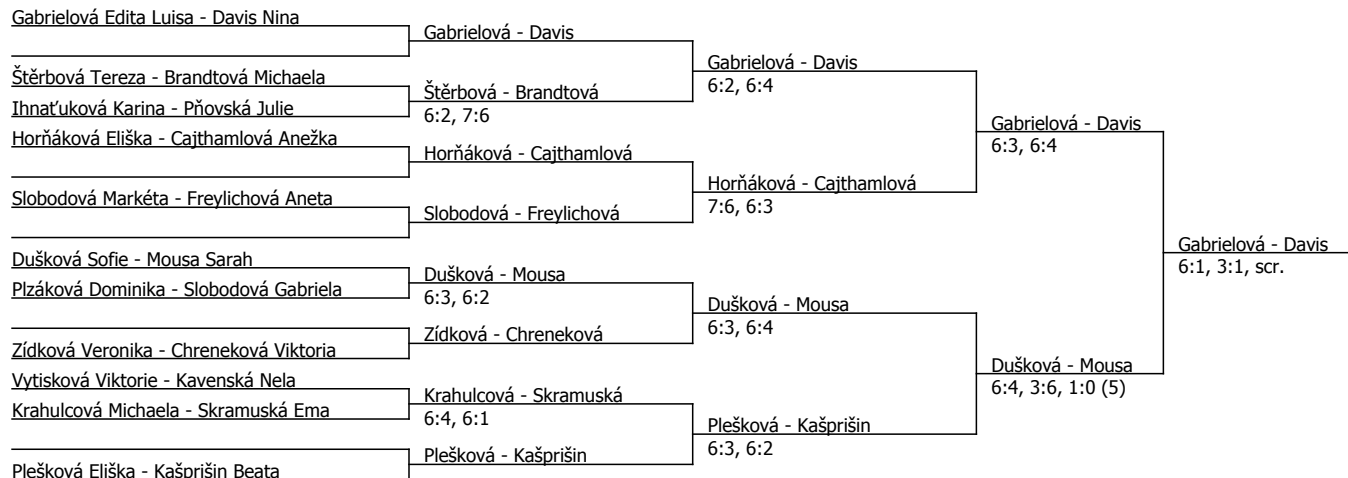 Gabrielová Edita Luisa - Davis Nina
Štěrbová Tereza - Brandtová Michaela
Ihnaťuková Karina - Pňovská Julie
Horňáková Eliška - Cajthamlová Anežka
Slobodová Markéta - Freylichová Aneta
Dušková Sofie - Mousa Sarah
Plzáková Dominika - Slobodová Gabriela
Zídková Veronika - Chreneková Viktoria
Vytisková Viktorie - Kavenská Nela
Krahulcová Michaela - Skramuská Ema
Plešková Eliška - Kašprišin Beata
Gabrielová - Davis
Štěrbová - Brandtová
6:2, 7:6
Horňáková - Cajthamlová
Slobodová - Freylichová
Dušková - Mousa
6:3, 6:2
Zídková - Chreneková
Krahulcová - Skramuská
6:4, 6:1
Plešková - Kašprišin
Gabrielová - Davis
6:2, 6:4
Horňáková - Cajthamlová
7:6, 6:3
Dušková - Mousa
6:3, 6:4
Plešková - Kašprišin
6:3, 6:2
Gabrielová - Davis
6:3, 6:4
Dušková - Mousa
6:4, 3:6, 1:0 (5)
Gabrielová - Davis
6:1, 3:1, scr.